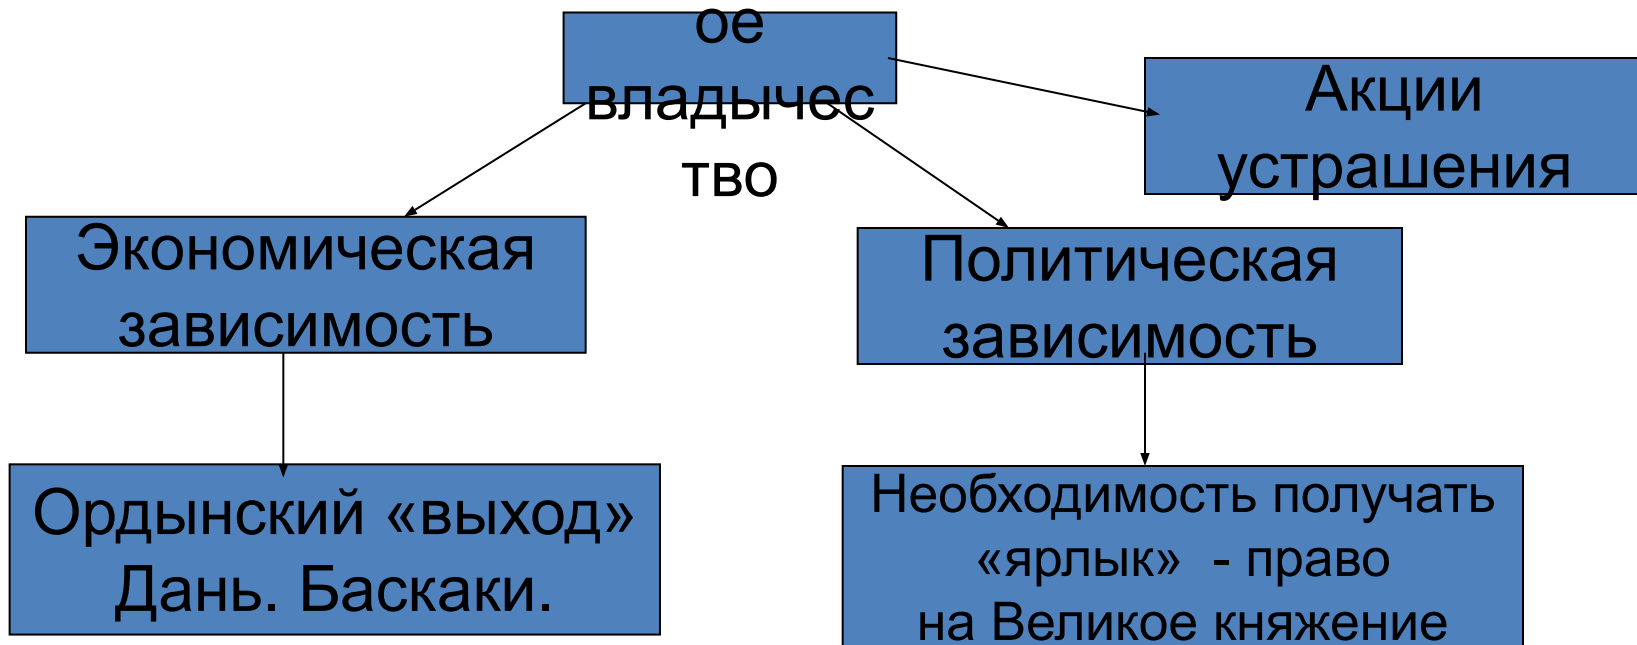 ое
владычес
тво
Акции
устрашения
Экономическая
зависимость
Политическая
зависимость
Ордынский «выход»
Дань. Баскаки.
Необходимость получать
«ярлык» - право
на Великое княжение